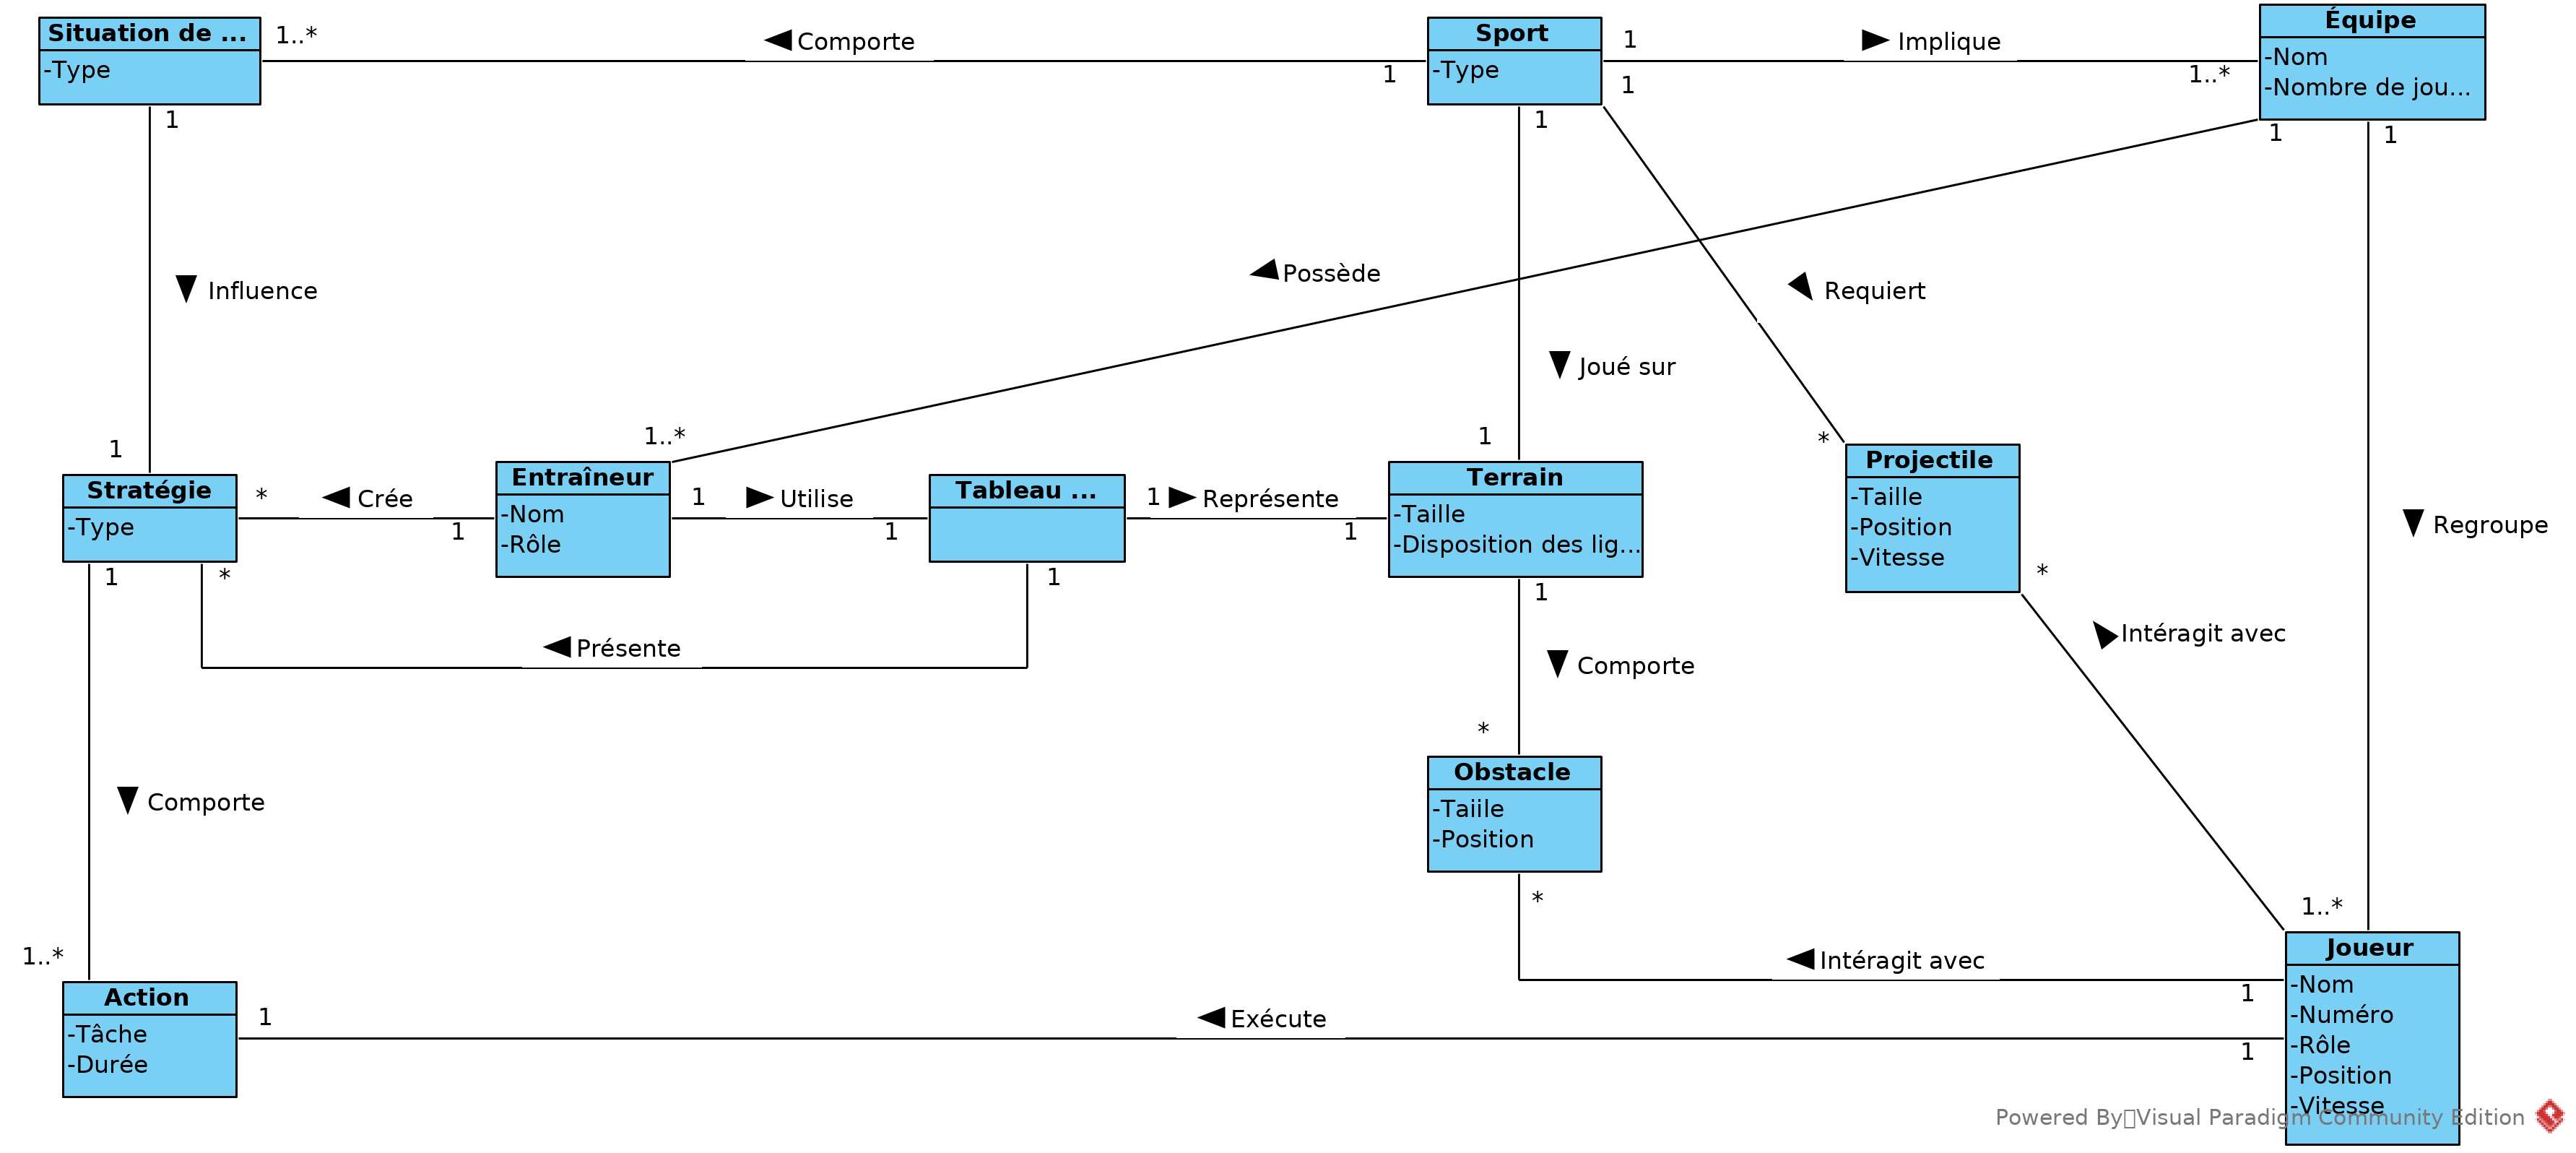 Situation de ...
-Type
1..*
Comporte
1
Sport
-Type
1
Implique
1..*
Équipe
-Nom
-Nombre de jou...
1
1
1
1
1
Influence
Possède
Requiert
Joué sur
1
1..*
1
*
Stratégie
-Type
*
Crée
1
Entraîneur
-Nom
-Rôle
1
Utilise
1
Tableau ...
1
Représente
1
Terrain
-Taille
-Disposition des lig...
Projectile
-Taille
-Position
-Vitesse
Regroupe
1
*
1
1
*
Présente
Comporte
Intéragit avec
*
Obstacle
-Taiile
-Position
Comporte
*
1..*
1..*
Intéragit avec
1
Joueur
-Nom
-Numéro
-Rôle
-Position
-Vitesse
Action
-Tâche
-Durée
1
Exécute
1
Powered By▯Visual Paradigm Community Edition